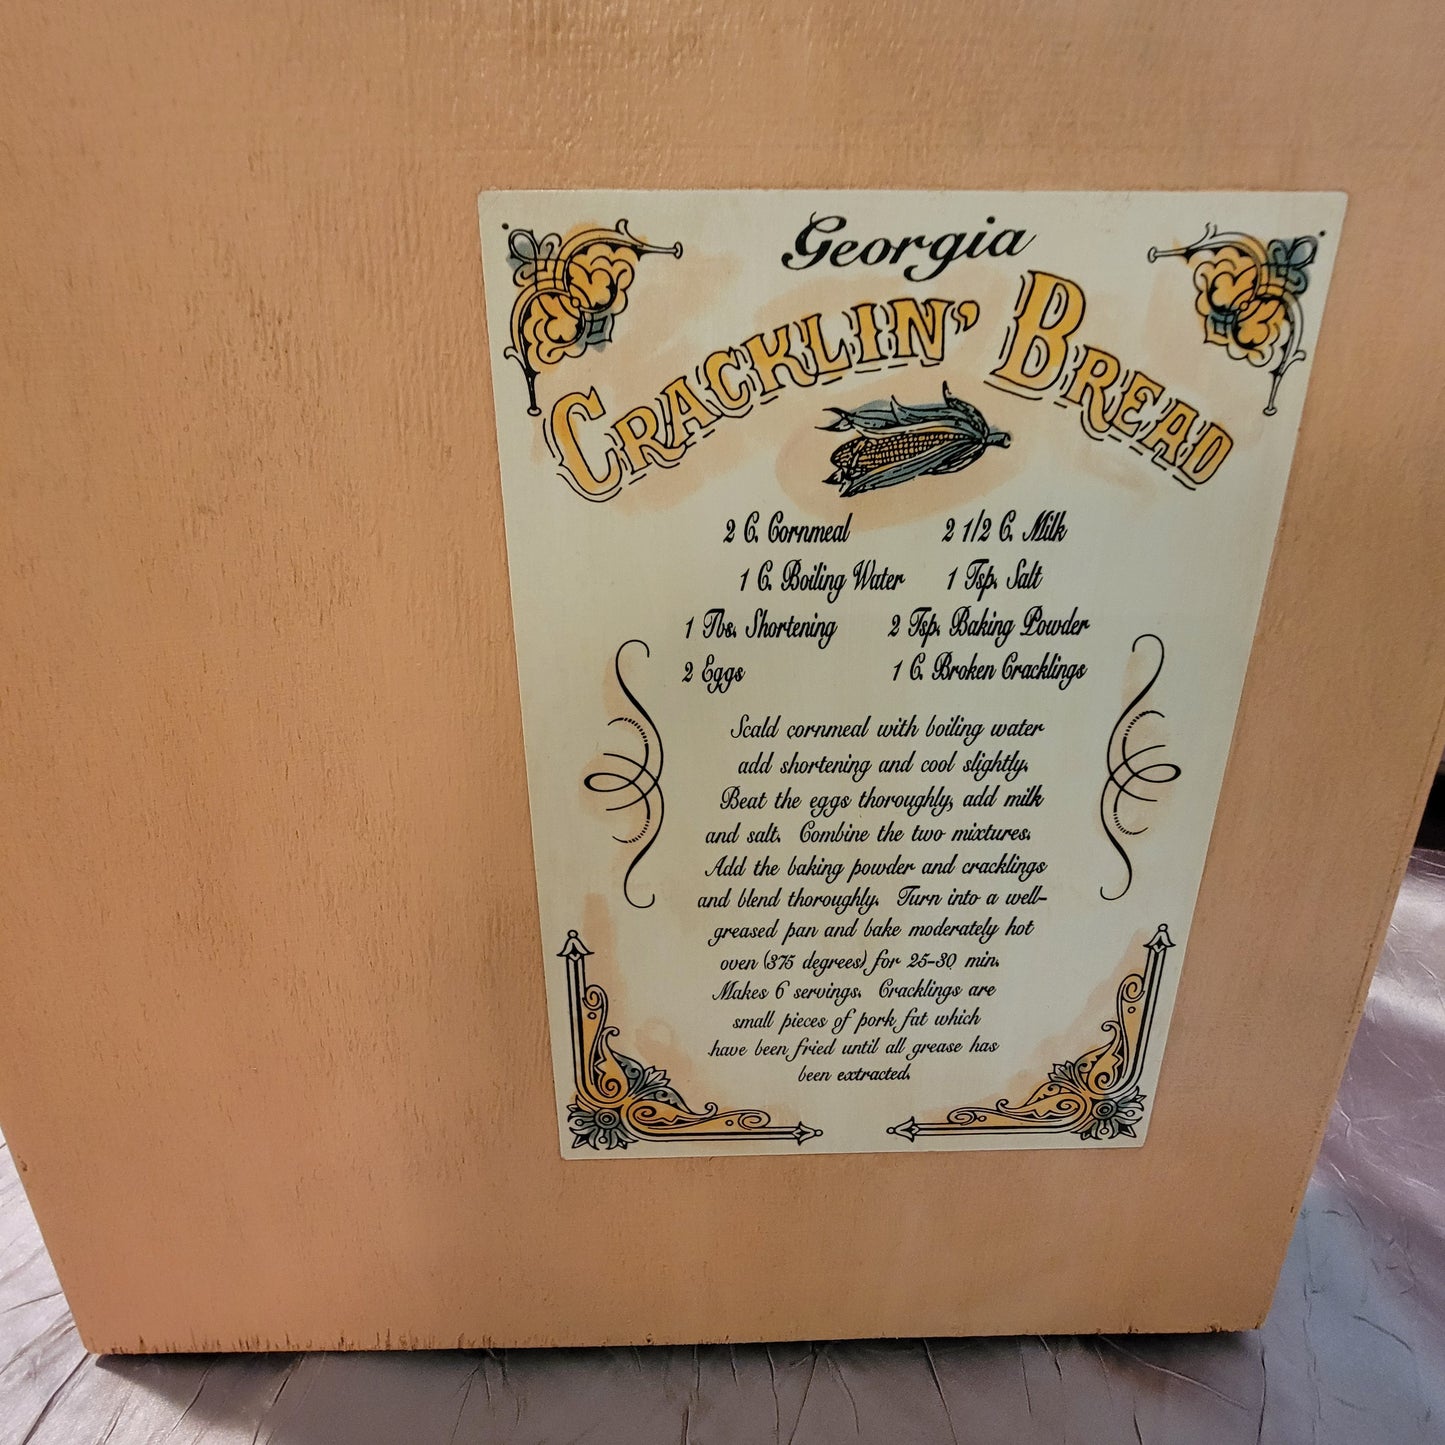 Georgia
CRACKLIN' BREAD
2 C. Cornmeal 2 1/2 C. Milk
1 C. Boiling Water 1 Tsp. Salt
1 Tbs. Shortening 2 Tsp. Baking Powder
2 Eggs 1 C. Broken Cracklings
Scald cornmeal with boiling water
add shortening and cool slightly.
Beat the eggs thoroughly, add milk
and salt. Combine the two mixtures.
Add the baking powder and cracklings
and blend thoroughly. Turn into a well-
greased pan and bake moderately hot
oven (375 degrees) for 25-30 min.
Makes 6 servings. Cracklings are
small pieces of pork fat which
have been fried until all grease has
been extracted.